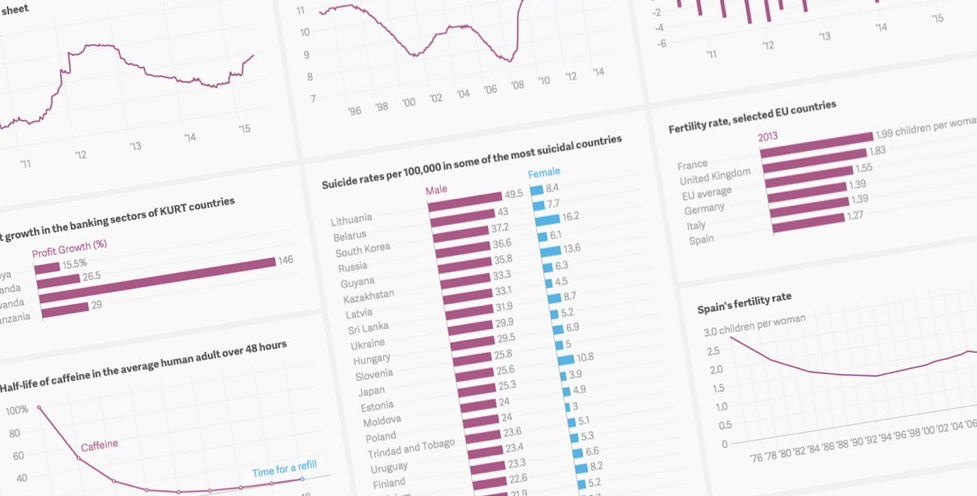 sheet
'11
'12
'13
'14
'15
11
10
9
8
7
'96
'98
'00
'02
'04
'06
'08
'10
'12
'14
-2
-4
-6
'11
'12
'13
'14
'15
t growth in the banking sectors of KURT countries
Profit Growth (%)
ya 15.5%
anda 26.5
wanda 146
anzania 29
Half-life of caffeine in the average human adult over 48 hours
100%
80
60
40
Caffeine
Time for a refill
Suicide rates per 100,000 in some of the most suicidal countries
Male Female
Lithuania 49.5 8.4
Belarus 43 7.7
South Korea 37.2 16.2
Russia 36.6 6.1
Guyana 35.8 13.6
Kazakhstan 33.3 6.3
Latvia 33.1 4.5
Sri Lanka 31.9 8.7
Ukraine 29.9 5.2
Hungary 29.5 6.9
Slovenia 25.8 5
Japan 25.6 10.8
Estonia 25.3 3.9
Moldova 24 4.9
Poland 24 3
Trindad and Tobago 23.6 5.1
Uruguay 23.4 5.3
Finland 23.3 6.6
22.6 8.2
21.9 5.2
Fertility rate, selected EU countries
2013
France 1.99 children per woma
United Kingdom 1.83
EU average 1.55
Germany 1.39
Italy 1.39
Spain 1.27
Spain's fertility rate
3.0 children per woman
2.5
2.0
1.5
1.0
0.5
0
'76 '78 '80 '82 '84 '86 '88 '90 '92 '94 '96 '98 '00 '02 '04 '06